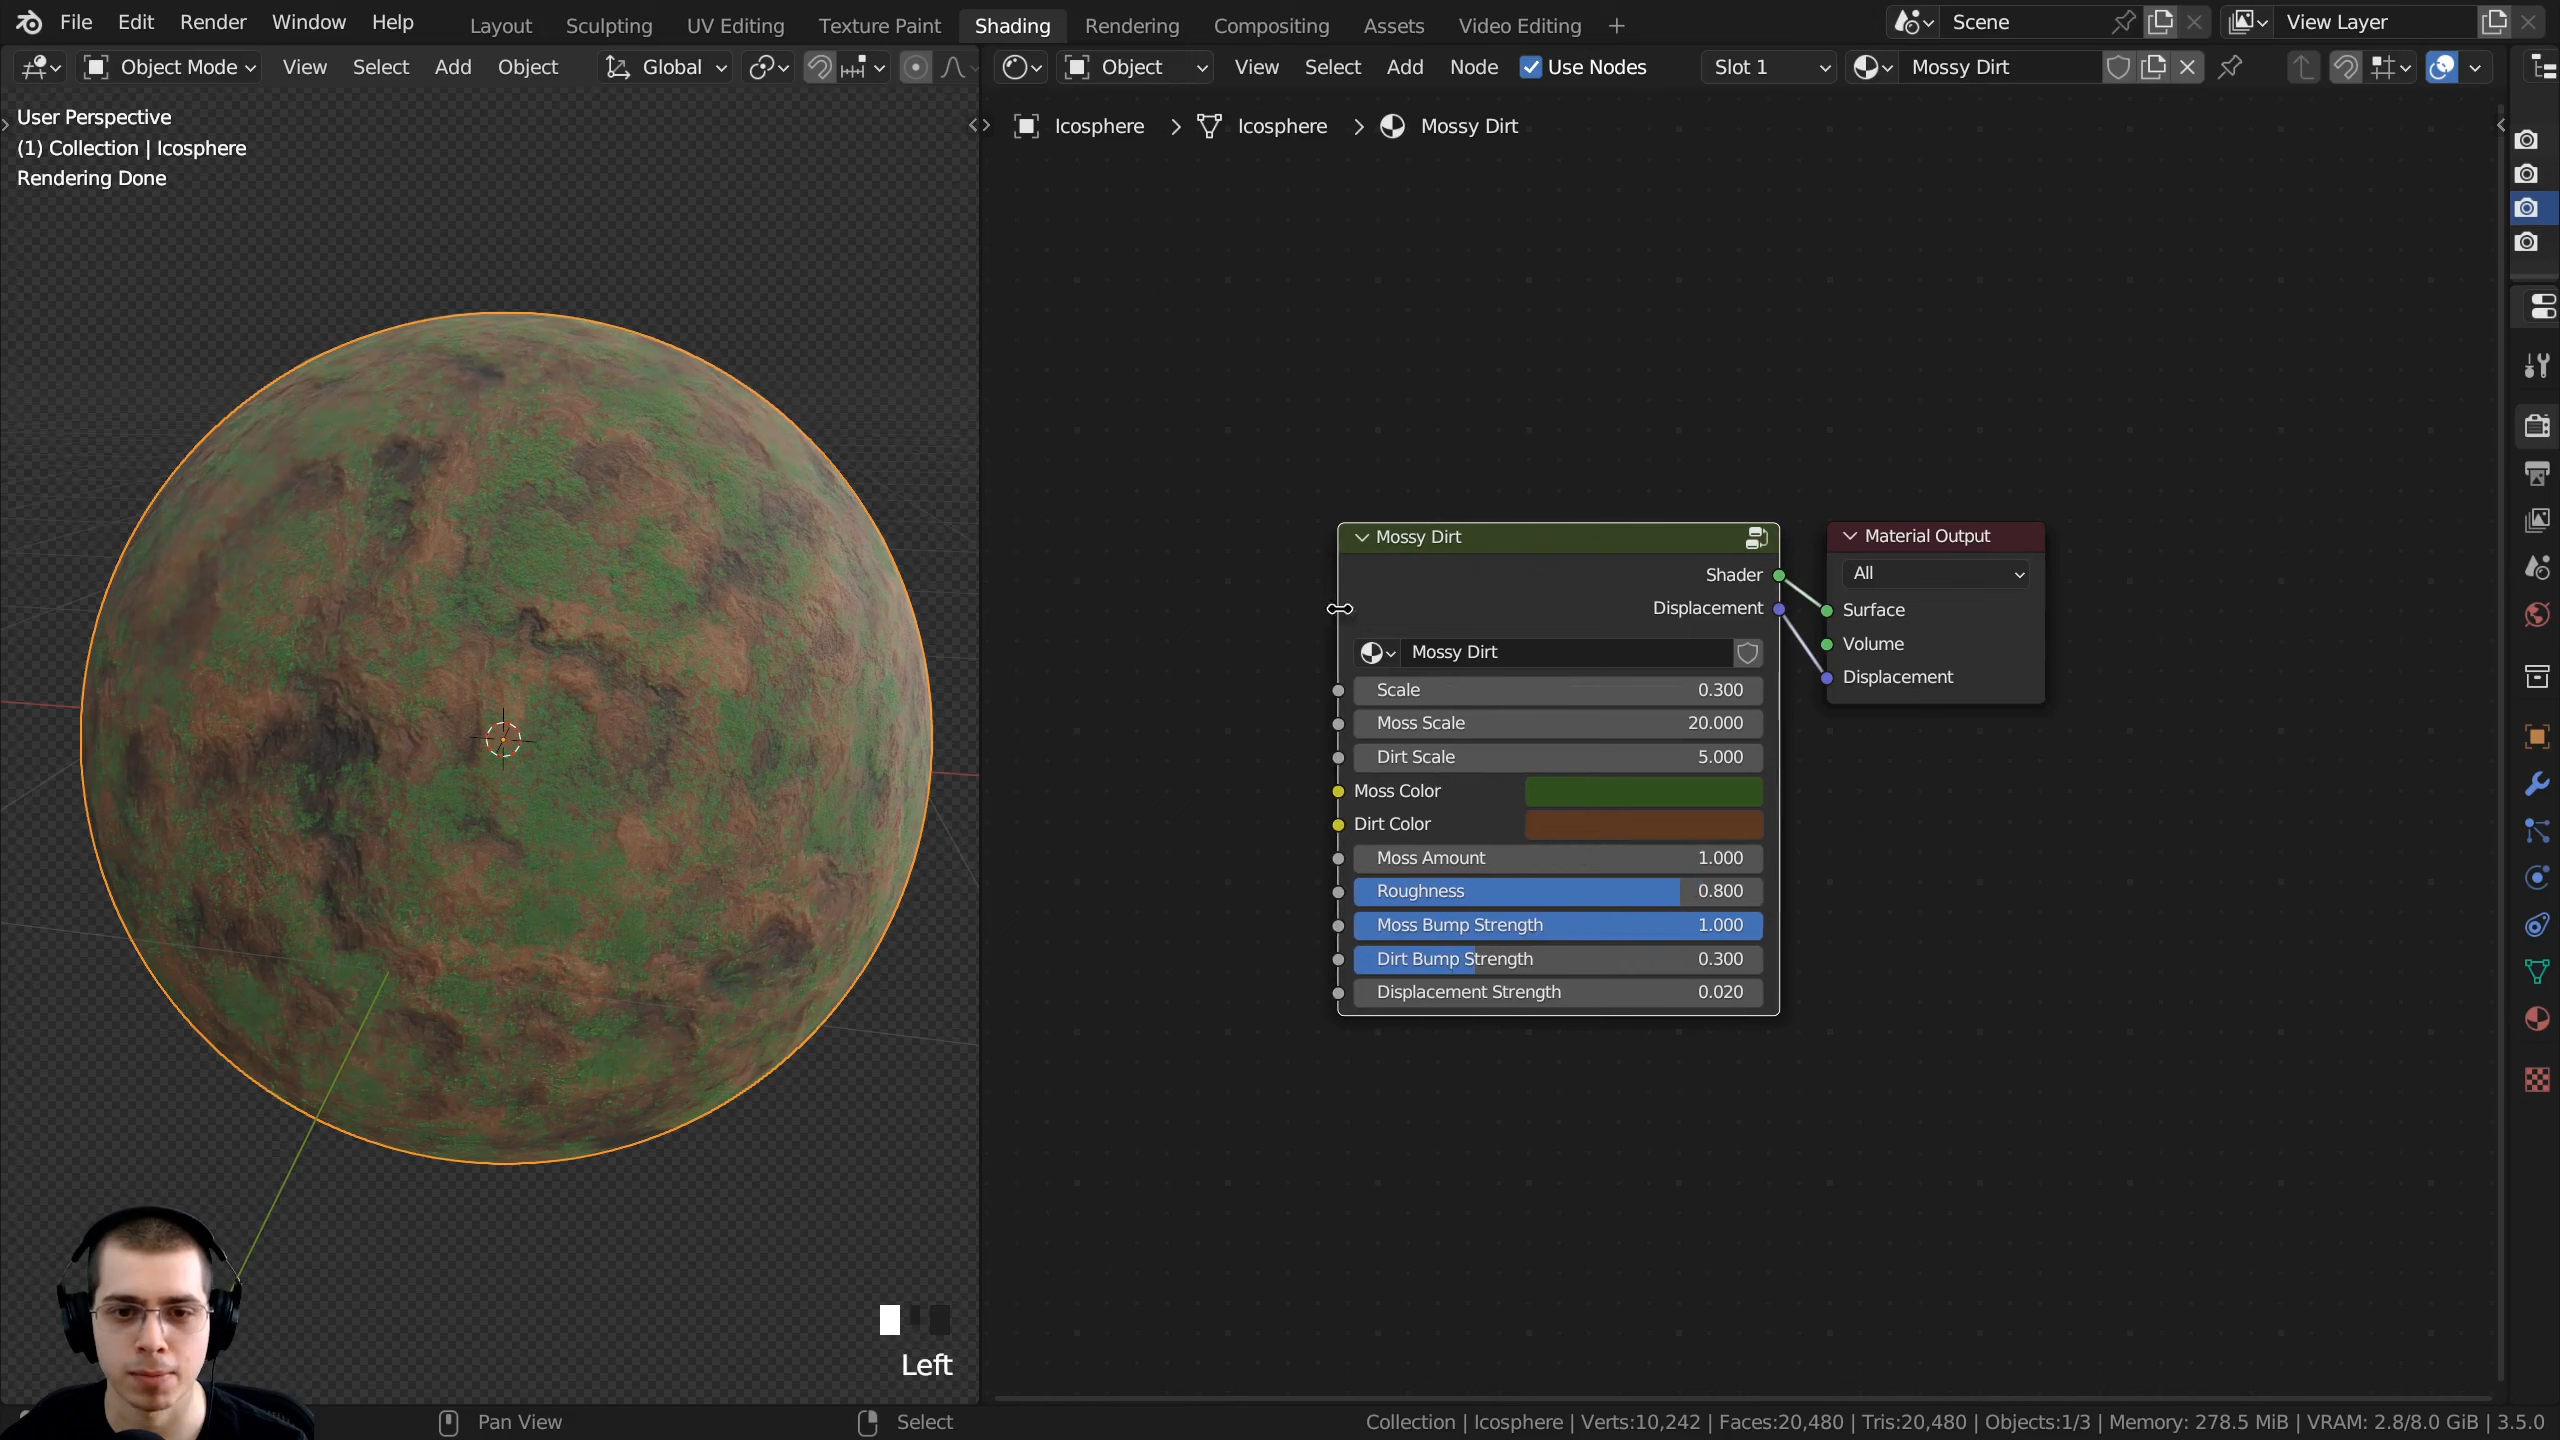 File Edit Render Window Help Layout Sculpting UV Editing Texture Paint Shading Rendering Compositing Assets Video Editing + Scene View Layer
Object Mode View Select Add Object Global Object View Select Add Node Use Nodes Slot 1 Mossy Dirt
User Perspective
(1) Collection | Icosphere
Rendering Done
Icosphere > Icosphere > Mossy Dirt
Mossy Dirt
Shader
Displacement
Mossy Dirt
Scale 0.300
Moss Scale 20.000
Dirt Scale 5.000
Moss Color
Dirt Color
Moss Amount 1.000
Roughness 0.800
Moss Bump Strength 1.000
Dirt Bump Strength 0.300
Displacement Strength 0.020
Material Output
All
Surface
Volume
Displacement
Left
Pan View Select Collection | Icosphere | Verts:10,242 | Faces:20,480 | Tris:20,480 | Objects:1/3 | Memory: 278.5 MiB | VRAM: 2.8/8.0 GiB | 3.5.0